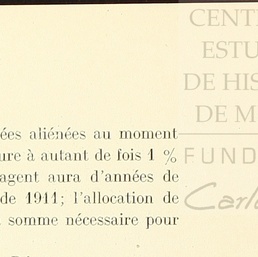 CENT
ESTU
DE HIS
DE M
FUND
Carlo
ées aliénées au moment
ure à autant de fois 1 %
agent aura d'années de
de 1911; l'allocation de
somme nécessaire pour